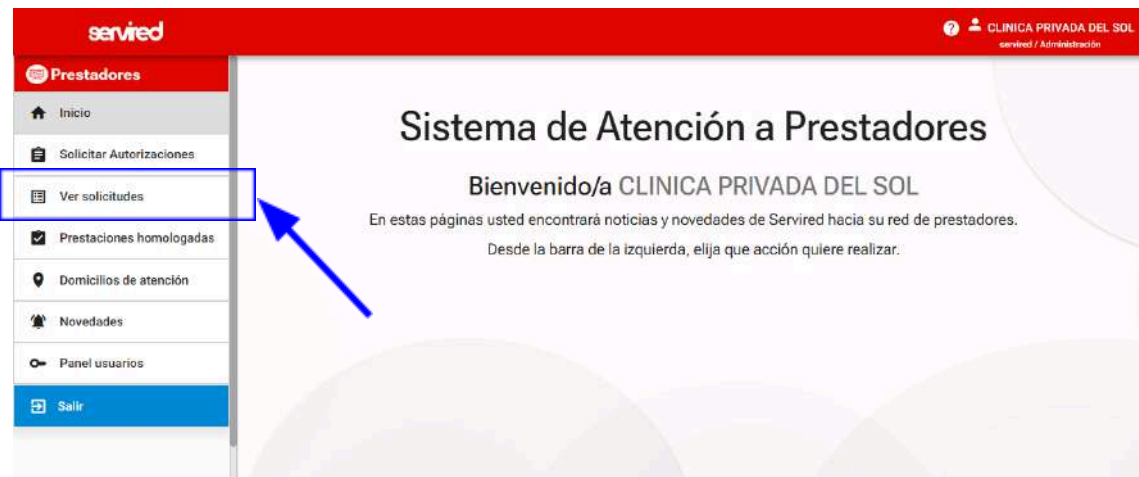 servired
CLINICA PRIVADA DEL SOL
servired / Administración
Prestadores
Inicio
Solicitar Autorizaciones
Ver solicitudes
Prestaciones homologadas
Domicilios de atención
Novedades
Panel usuarios
Salir
Sistema de Atención a Prestadores
Bienvenido/a CLINICA PRIVADA DEL SOL
En estas páginas usted encontrará noticias y novedades de Servired hacia su red de prestadores.
Desde la barra de la izquierda, elija que acción quiere realizar.